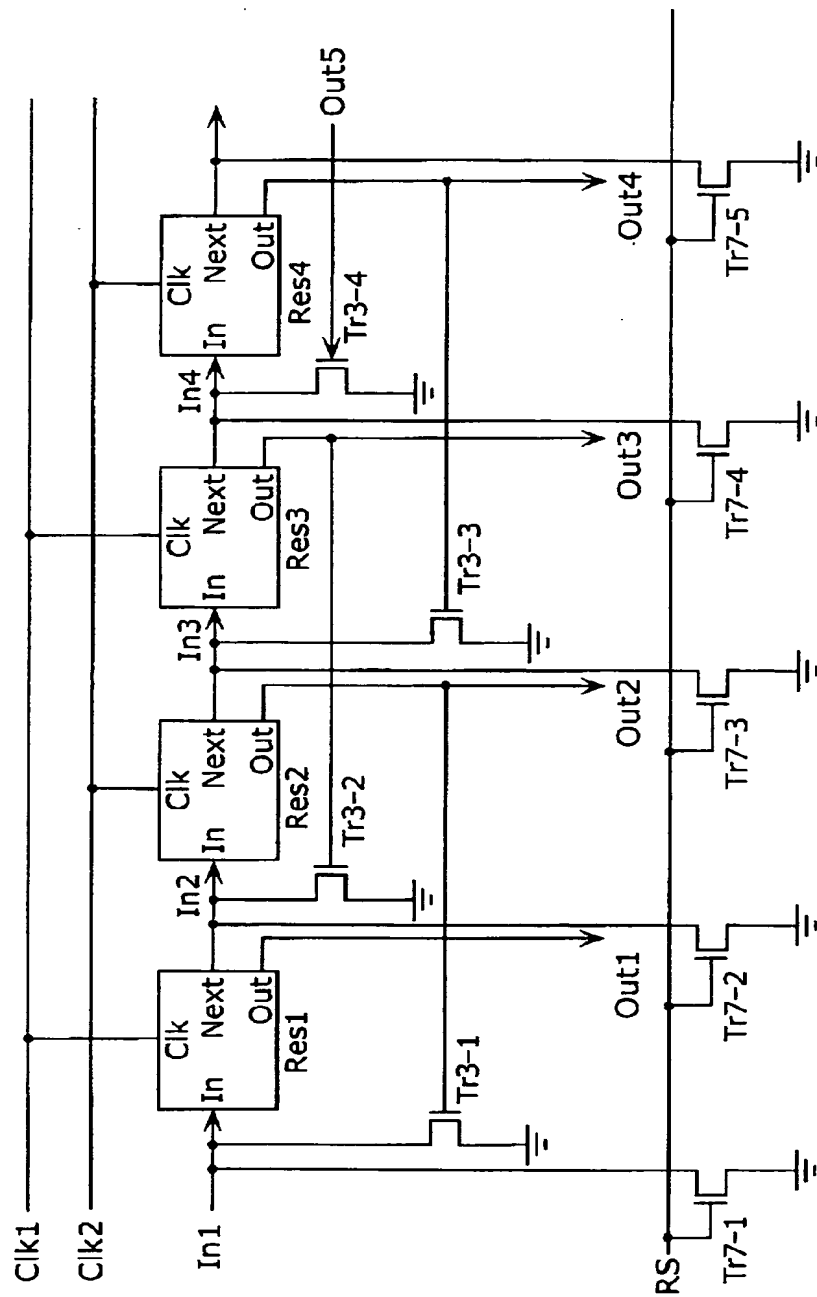 Clk1
Clk2
In1
Clk
In Next
Out
Res1
In2
Clk
In Next
Out
Res2
In3
Clk
In Next
Out
Res3
In4
Clk
In Next
Out
Res4
Out5
Tr3-1
Tr3-2
Tr3-3
Tr3-4
Out1
Out2
Out3
Out4
RS
Tr7-1
Tr7-2
Tr7-3
Tr7-4
Tr7-5